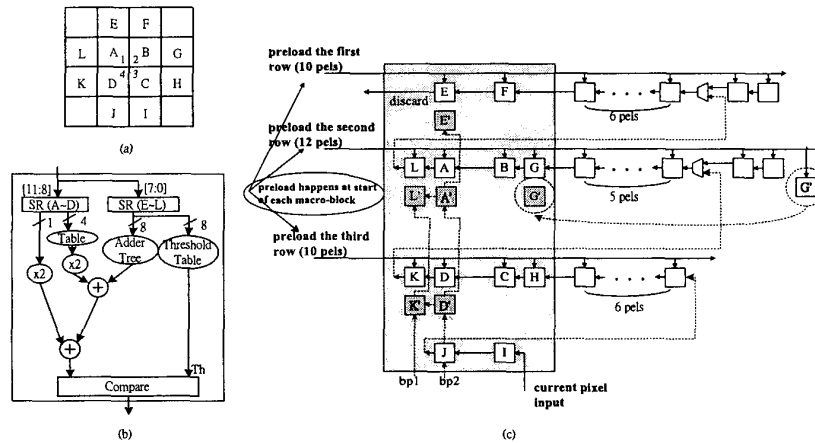 E F
L A 1 2 B G
K D 4 3 C H
J I
(a)
[11:8] [7:0]
SR (A~D) SR (E~L)
1 4 8 8
Table
x2 x2
Adder
Tree
Threshold
Table
+
+
Th
Compare
(b)
preload the first
row (10 pels)
discard
E F
6 pels
E'
preload the second
row (12 pels)
L A B G
G'
preload happens at start
of each macro-block
L' A' G'
5 pels
preload the third
row (10 pels)
K D C H
6 pels
K' D'
J I
bp1 bp2
current pixel
input
(c)